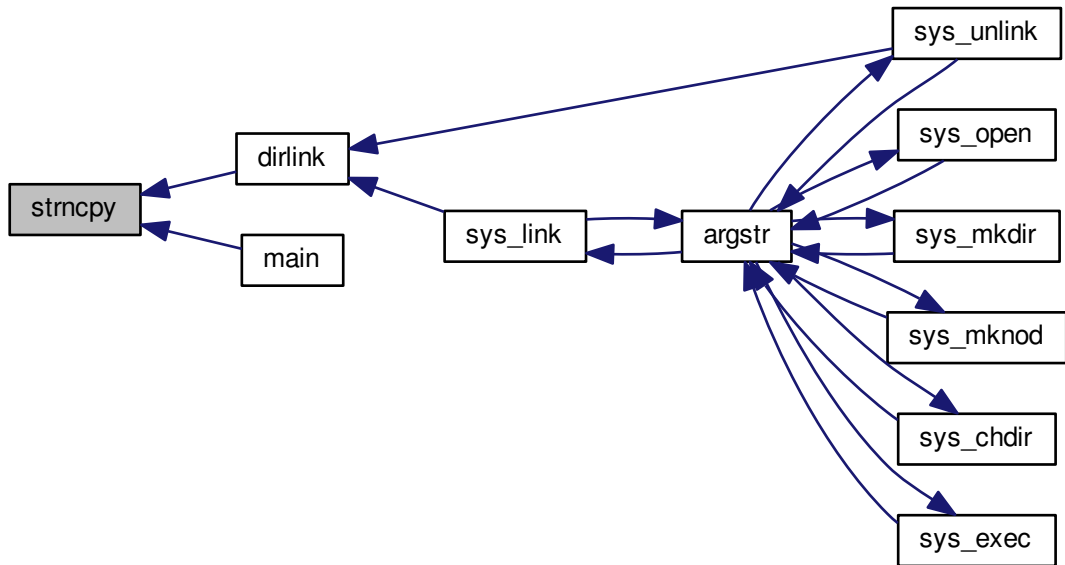 sys_unlink
sys_open
dirlink
strncpy
sys_link
argstr
sys_mkdir
main
sys_mknod
sys_chdir
sys_exec